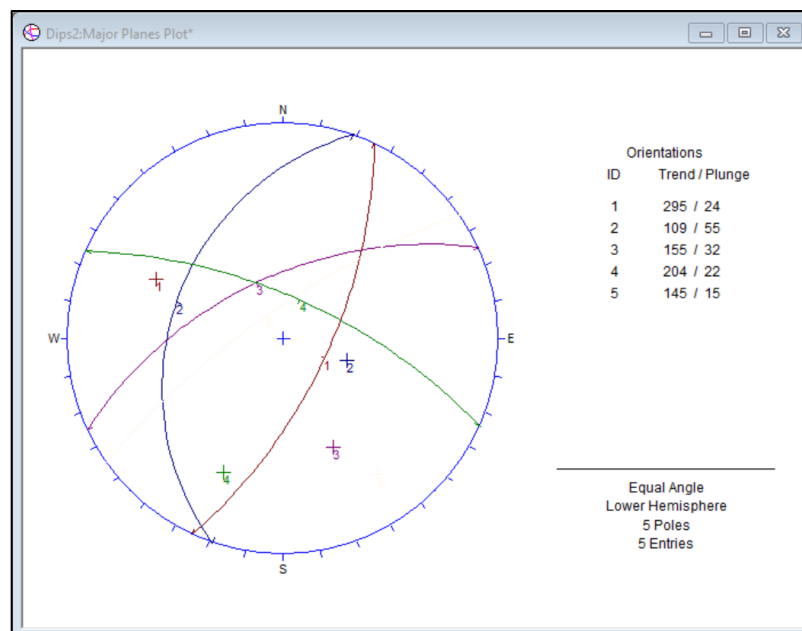 Dips2:Major Planes Plot*
N
Orientations
ID Trend / Plunge
1 295 / 24
2 109 / 55
3 155 / 32
4 204 / 22
5 145 / 15
1
3
2
4
W
E
1
2
3
4
S
Equal Angle
Lower Hemisphere
5 Poles
5 Entries